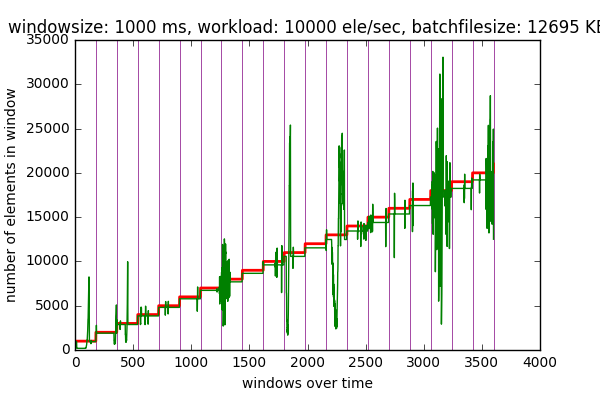 windowsize: 1000 ms, workload: 10000 ele/sec, batchfilesize: 12695 KB
35000
30000
25000
20000
15000
10000
5000
0
number of elements in window
0 500 1000 1500 2000 2500 3000 3500 4000
windows over time